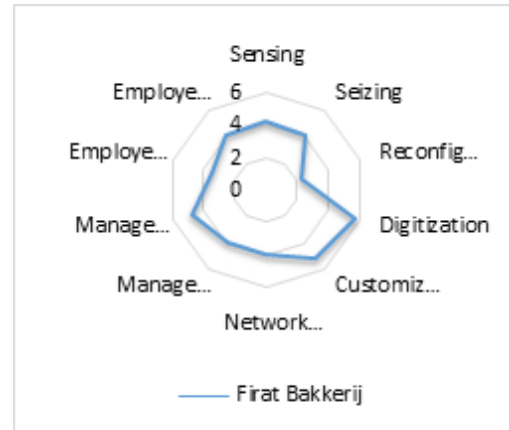 Sensing
Seizing
Reconfig...
Digitization
Customiz...
Network...
Manage...
Manage...
Employe...
Employe...
6
4
2
0
Firat Bakkerij